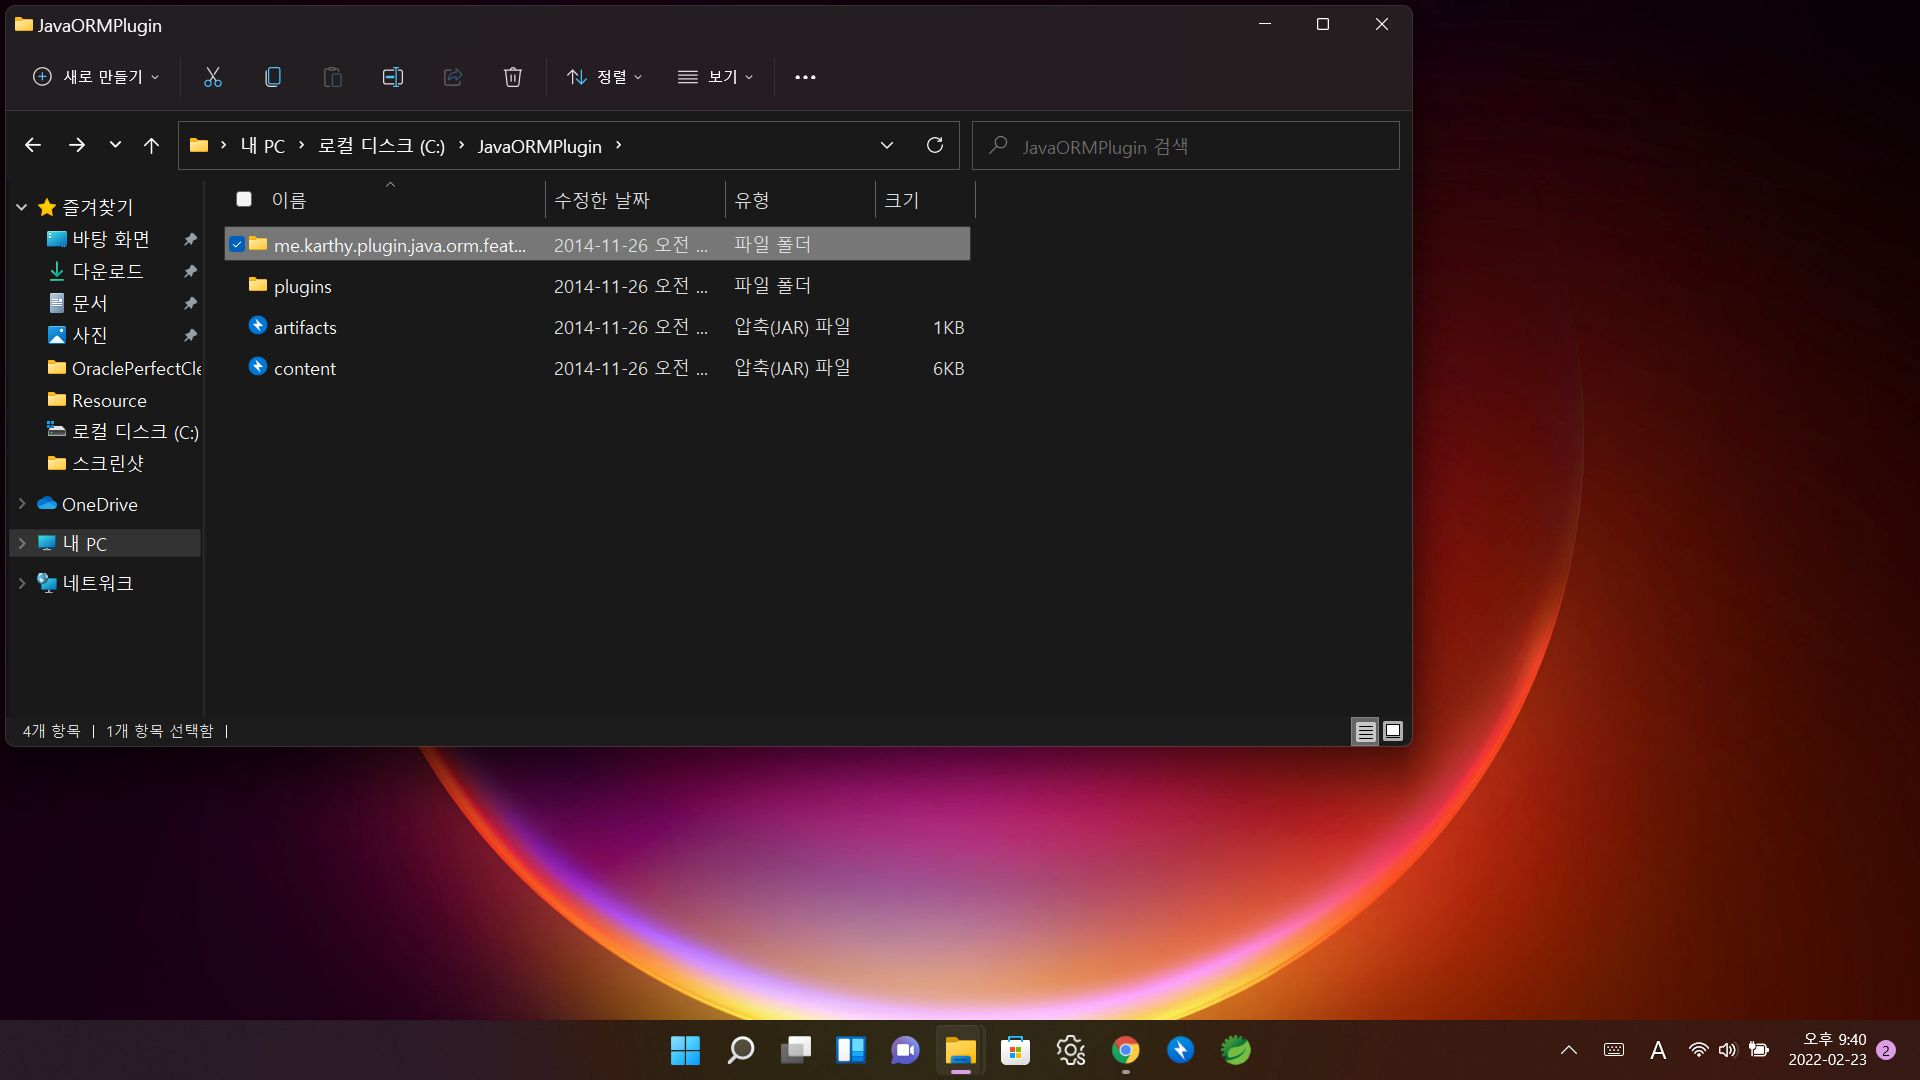 JavaORMPlugin
새로 만들기
정렬
보기
내 PC
로컬 디스크 (C:)
JavaORMPlugin
JavaORMPlugin 검색
이름
수정한 날짜
유형
크기
me.karthy.plugin.java.orm.feat...
2014-11-26 오전 ...
파일 폴더
plugins
2014-11-26 오전 ...
파일 폴더
artifacts
2014-11-26 오전 ...
압축(JAR) 파일
1KB
content
2014-11-26 오전 ...
압축(JAR) 파일
6KB
즐겨찾기
바탕 화면
다운로드
문서
사진
OraclePerfectCle
Resource
로컬 디스크 (C:)
스크린샷
OneDrive
내 PC
네트워크
4개 항목
1개 항목 선택함
A
오후 9:40
2022-02-23
2